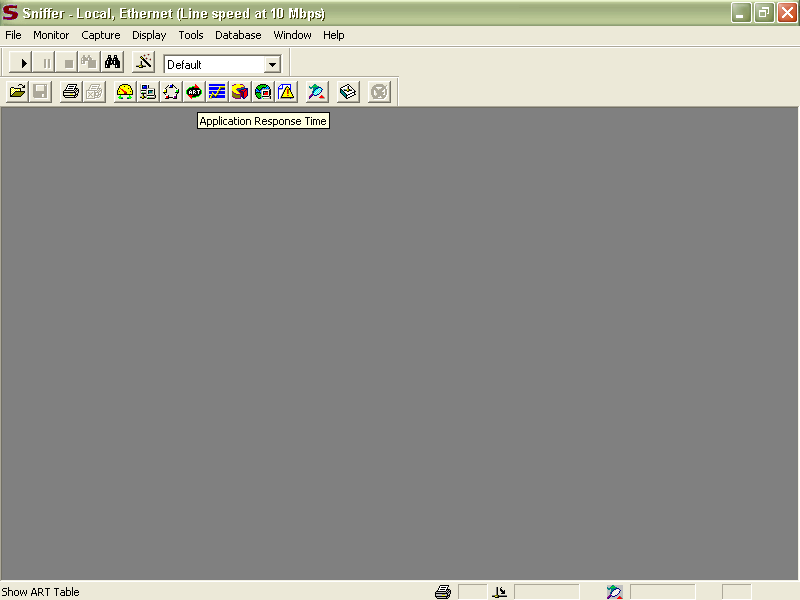 S Sniffer - Local, Ethernet (Line speed at 10 Mbps)
File Monitor Capture Display Tools Database Window Help
Default
ART
Application Response Time
Show ART Table